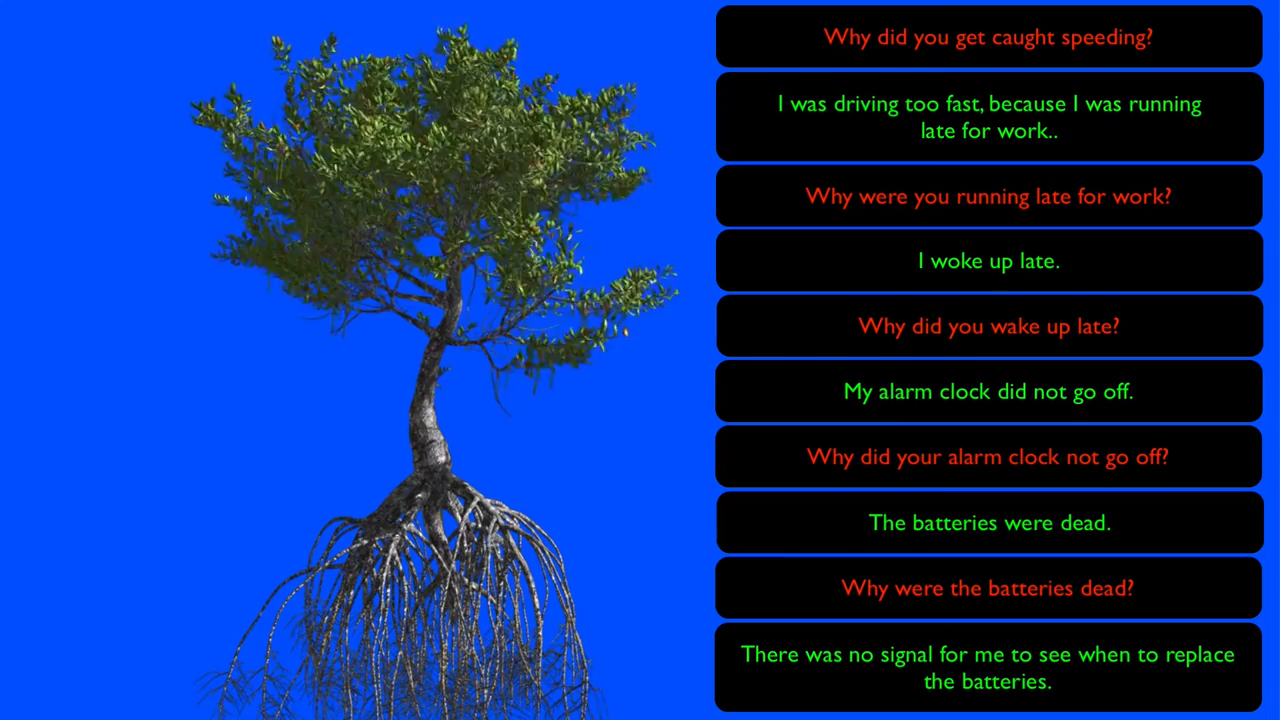 Why did you get caught speeding?
I was driving too fast, because I was running
late for work..
Why were you running late for work?
I woke up late.
Why did you wake up late?
My alarm clock did not go off.
Why did your alarm clock not go off?
The batteries were dead.
Why were the batteries dead?
There was no signal for me to see when to replace
the batteries.